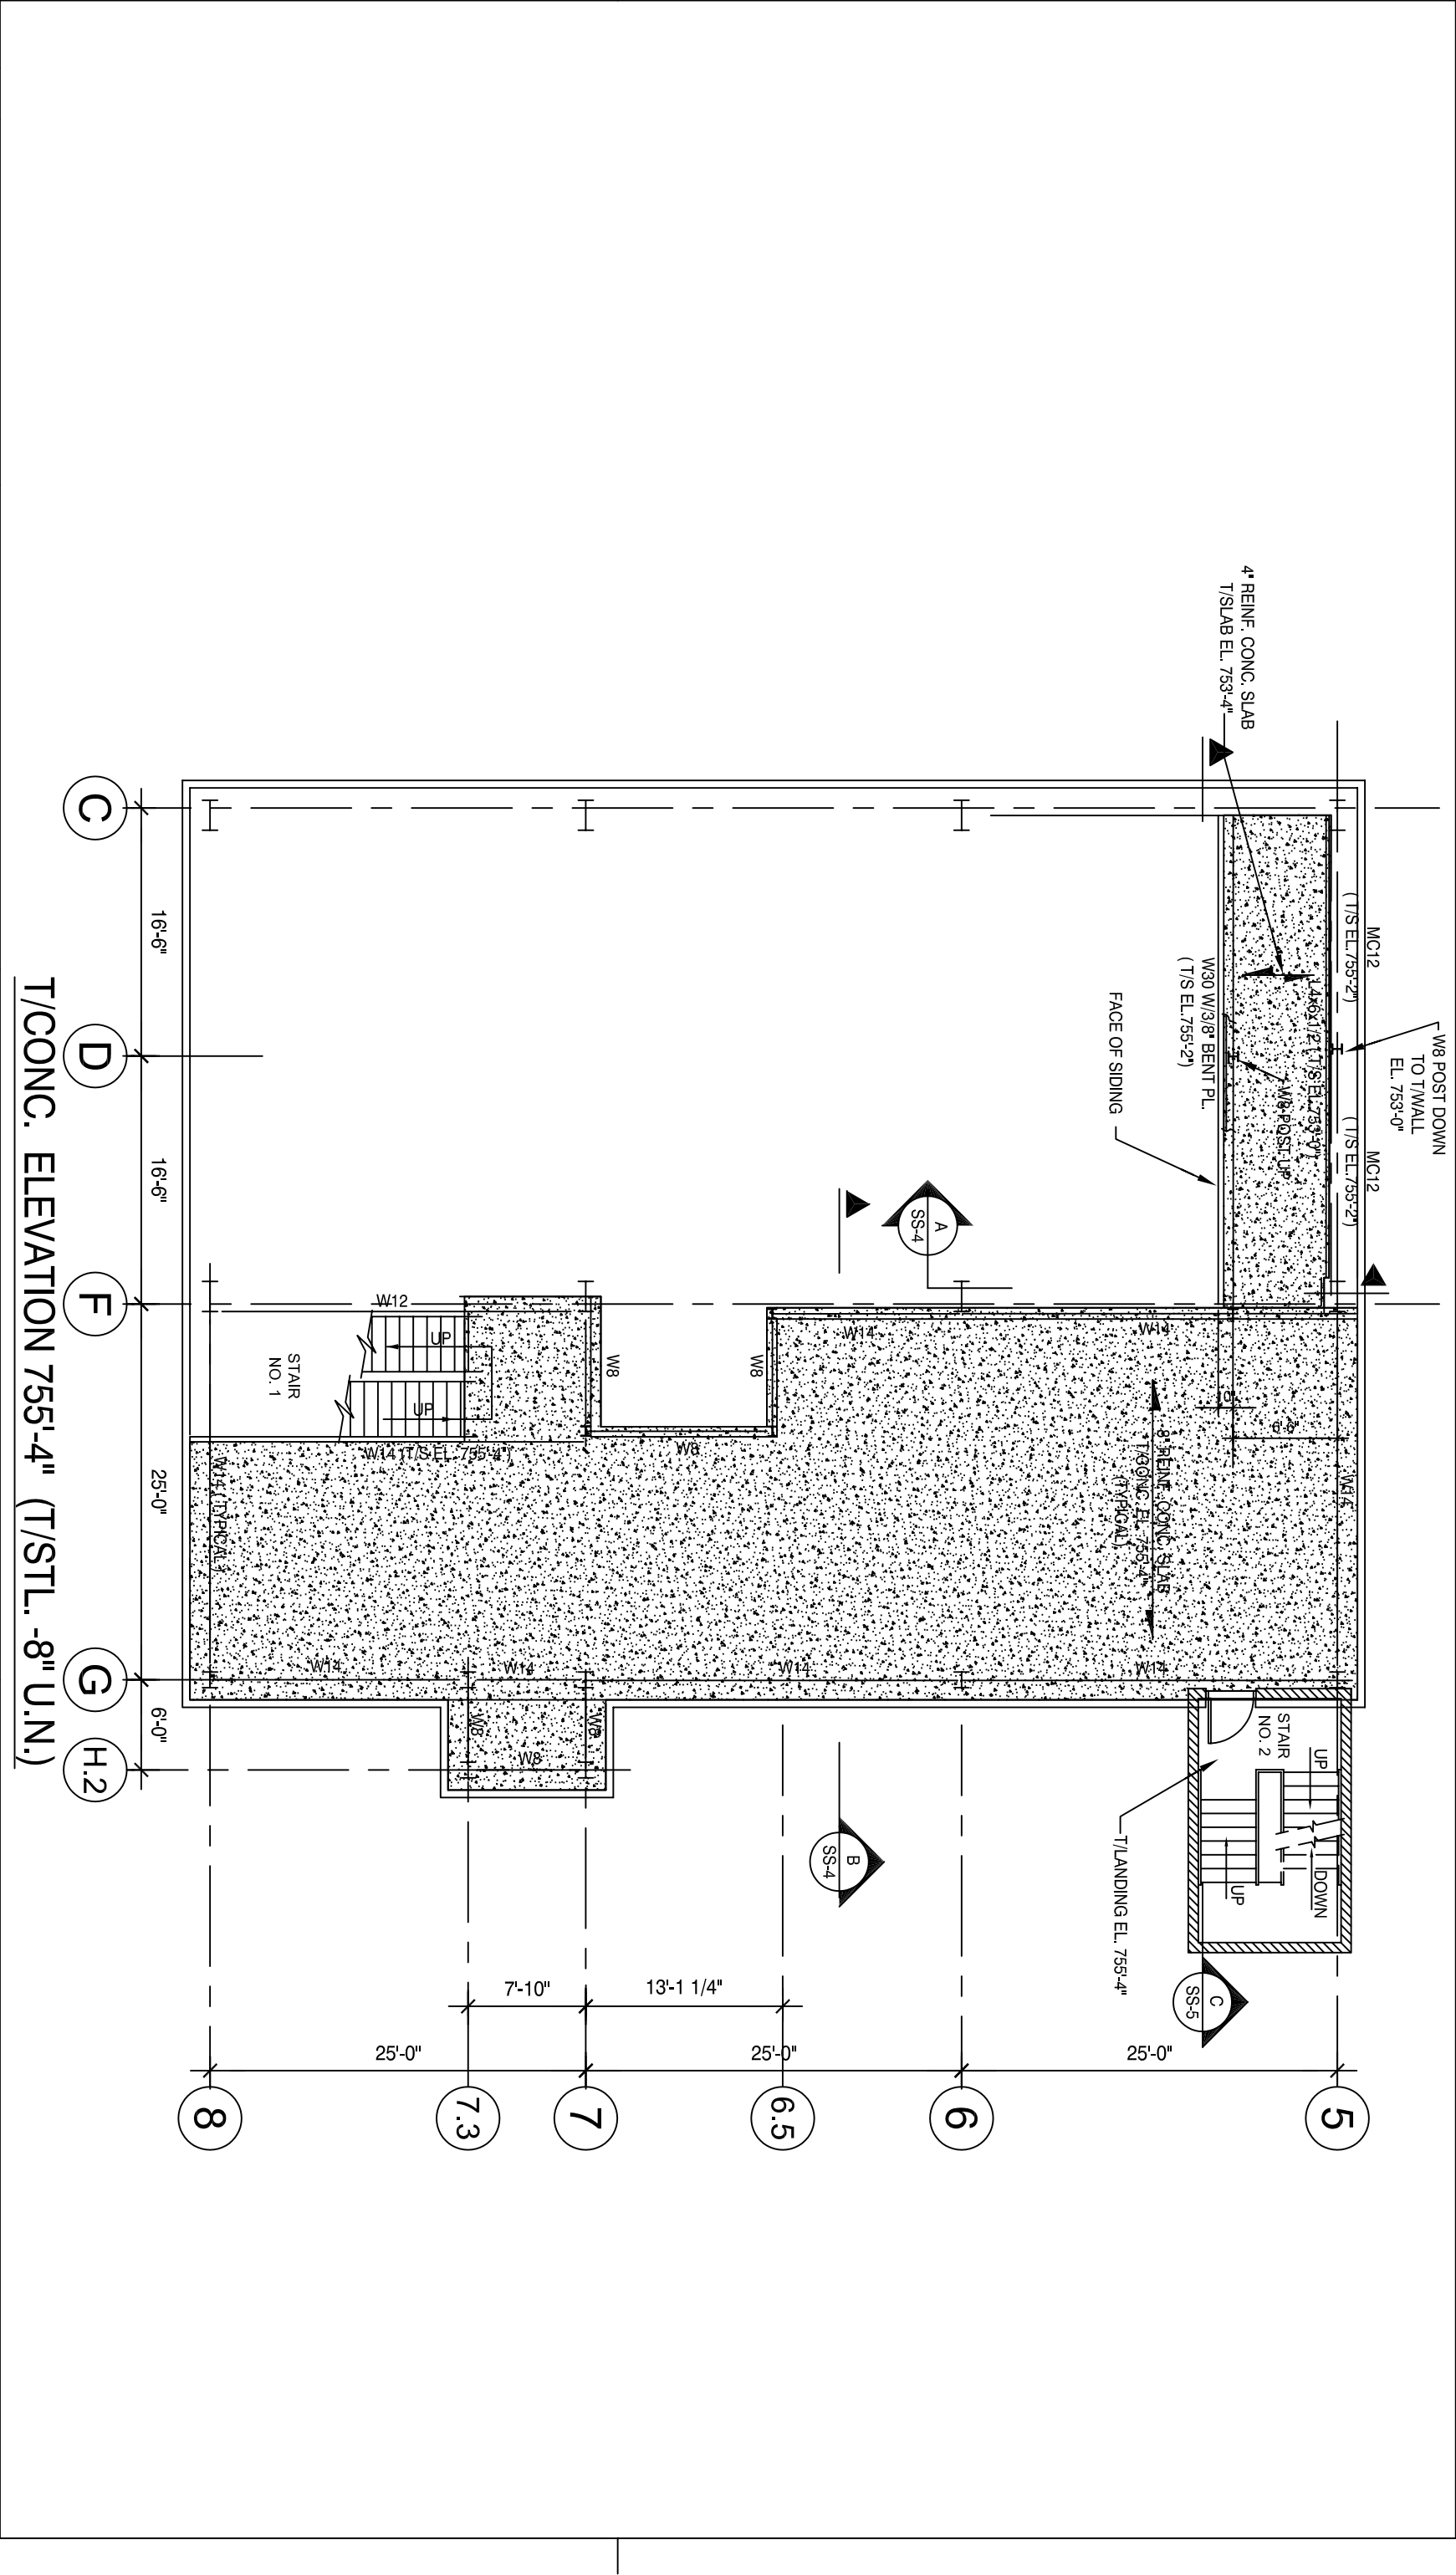 W8 POST DOWN
TO T/WALL
EL. 753'-0"
MC12
(T/S EL.755'-2")
MC12
(T/S EL.755'-2")
4" REINF. CONC. SLAB
T/SLAB EL. 753'-4"
L4x6x1/2 (T/S EL.753'-0")
W8 POST UP
W30 W/3/8" BENT PL.
(T/S EL.755'-2")
FACE OF SIDING
A
SS-4
W14
W14
W14
10"
6'-6"
8" REINF. CONC. SLAB
T/CONC. EL. 755'-4"
(TYPICAL)
W8
W8
W8
W12
UP
UP
STAIR
NO. 1
W14 (T/S EL. 755'-4")
W14 (TYPICAL)
W14
W14
W14
W14
W8
W8
W8
STAIR
NO. 2
UP
DOWN
UP
T/LANDING EL. 755'-4"
B
SS-4
C
SS-5
7'-10"
13'-1 1/4"
25'-0"
25'-0"
25'-0"
8
7.3
7
6.5
6
5
16'-6"
16'-6"
25'-0"
6'-0"
C
D
F
G
H.2
T/CONC. ELEVATION 755'-4" (T/STL. -8" U.N.)